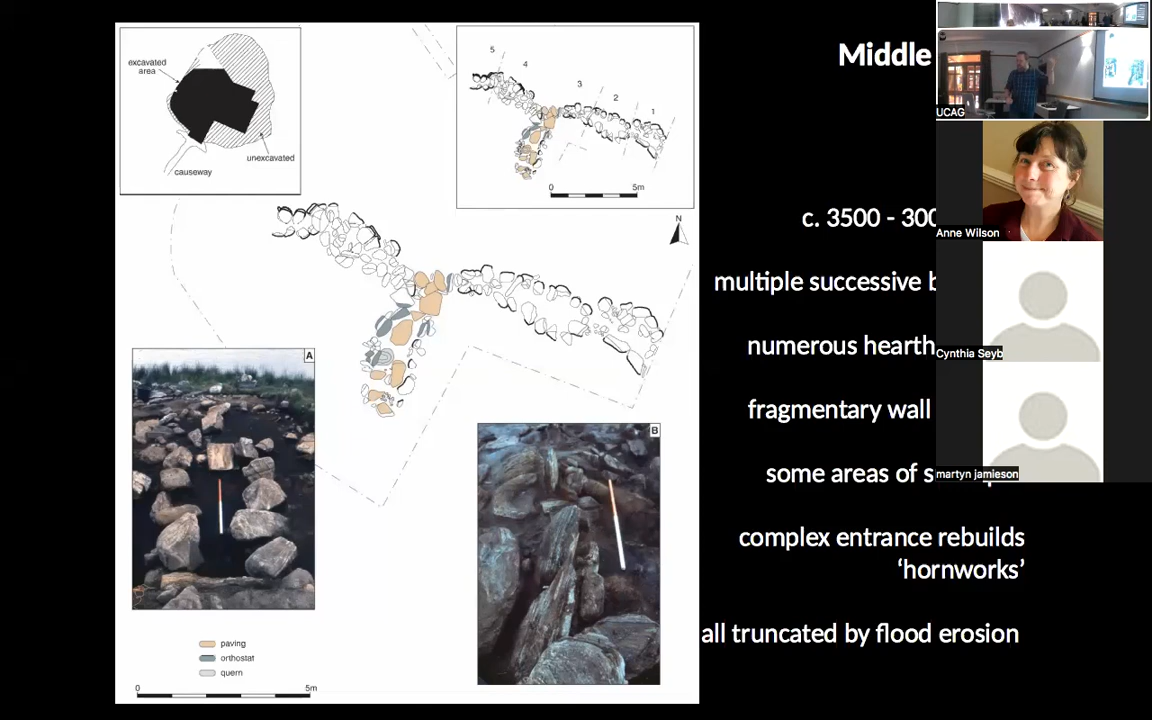 excavated
area
unexcavated
causeway
5
4
3
2
1
0 5m
N
A
B
paving
orthostat
quern
0 5m
Middle
c. 3500 - 300
multiple successive
numerous hearth
fragmentary wall
some areas of
complex entrance rebuilds
‘hornworks’
all truncated by flood erosion
UCAG
Anne Wilson
Cynthia Seyb
martyn jamieson